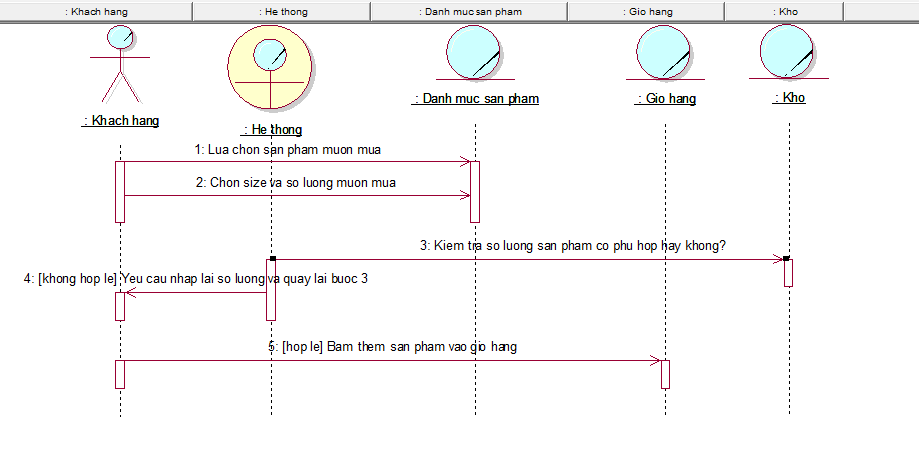 : Khach hang
: He thong
: Danh muc san pham
: Gio hang
: Kho
: Khach hang
: He thong
: Danh muc san pham
: Gio hang
: Kho
1: Lua chon san pham muon mua
2: Chon size va so luong muon mua
3: Kiem tra so luong san pham co phu hop hay khong?
4: [khong hop le] Yeu cau nhap lai so luong va quay lai buoc 3
5: [hop le] Bam them san pham vao gio hang